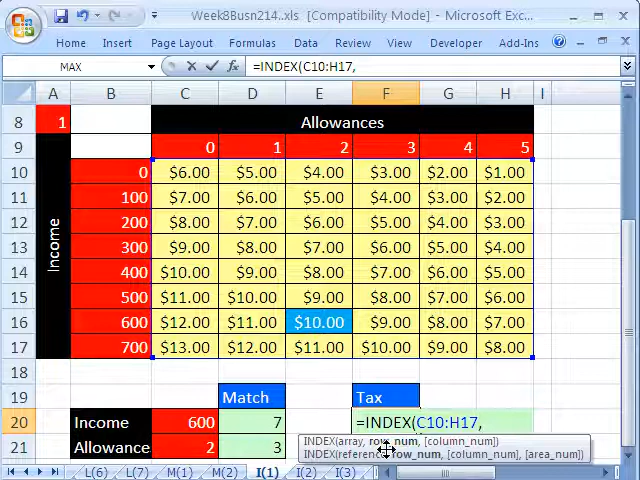 Week8Busn214..xls [Compatibility Mode] - Microsoft Exc...
Home Insert Page Layout Formulas Data Review View Developer Add-Ins
MAX =INDEX(C10:H17,
A B C D E F G H I
8 1 Allowances
9 0 1 2 3 4 5
10 0 $6.00 $5.00 $4.00 $3.00 $2.00 $1.00
11 100 $7.00 $6.00 $5.00 $4.00 $3.00 $2.00
12 200 $8.00 $7.00 $6.00 $5.00 $4.00 $3.00
13 Income 300 $9.00 $8.00 $7.00 $6.00 $5.00 $4.00
14 400 $10.00 $9.00 $8.00 $7.00 $6.00 $5.00
15 500 $11.00 $10.00 $9.00 $8.00 $7.00 $6.00
16 600 $12.00 $11.00 $10.00 $9.00 $8.00 $7.00
17 700 $13.00 $12.00 $11.00 $10.00 $9.00 $8.00
18
19 Match Tax
20 Income 600 7 =INDEX(C10:H17,
21 Allowance 2 3
INDEX(array, row_num, [column_num])
INDEX(reference, row_num, [column_num], [area_num])
L(6) M(1) M(2) I(1) I(2) I(3)